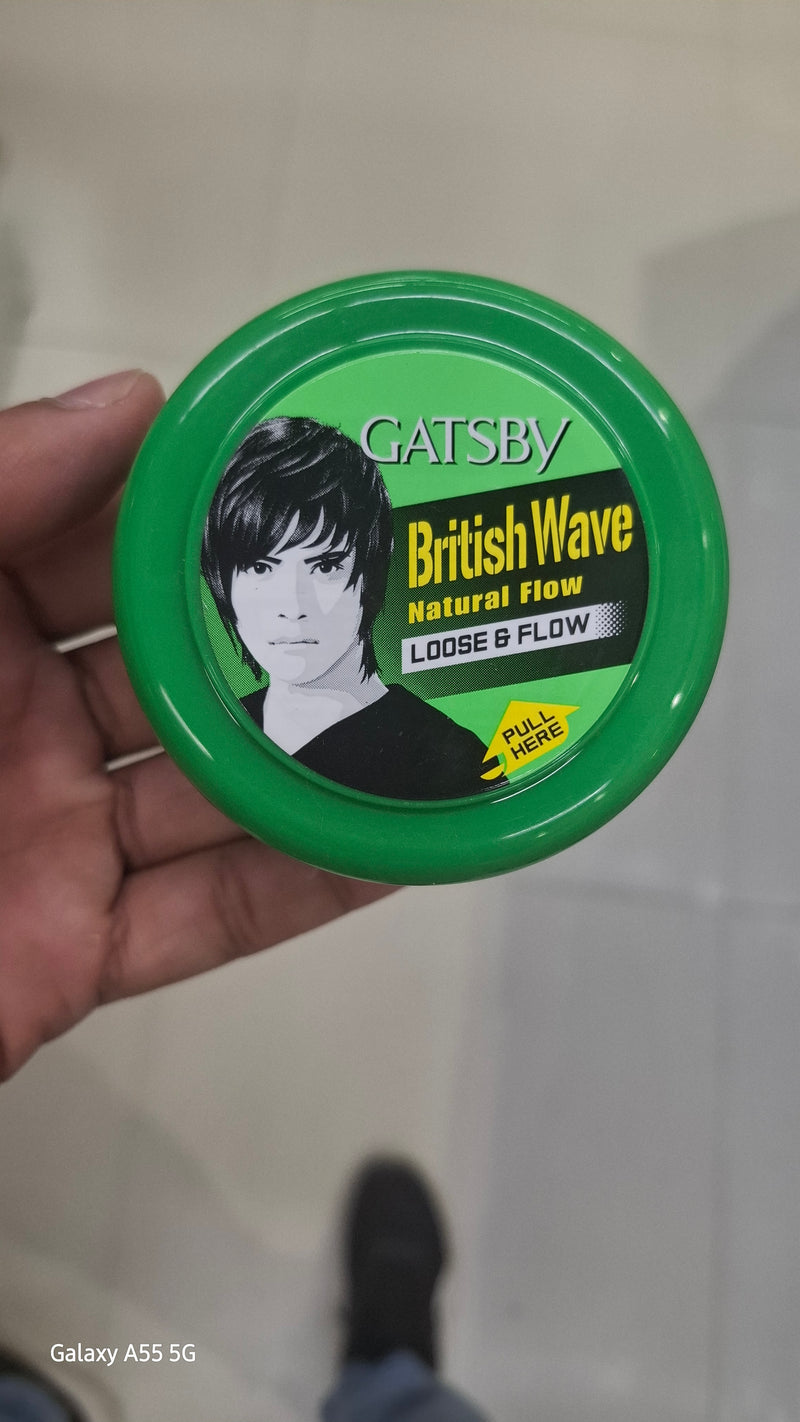 GATSBY
British Wave
Natural Flow
LOOSE & FLOW
PULL
HERE
Galaxy A55 5G